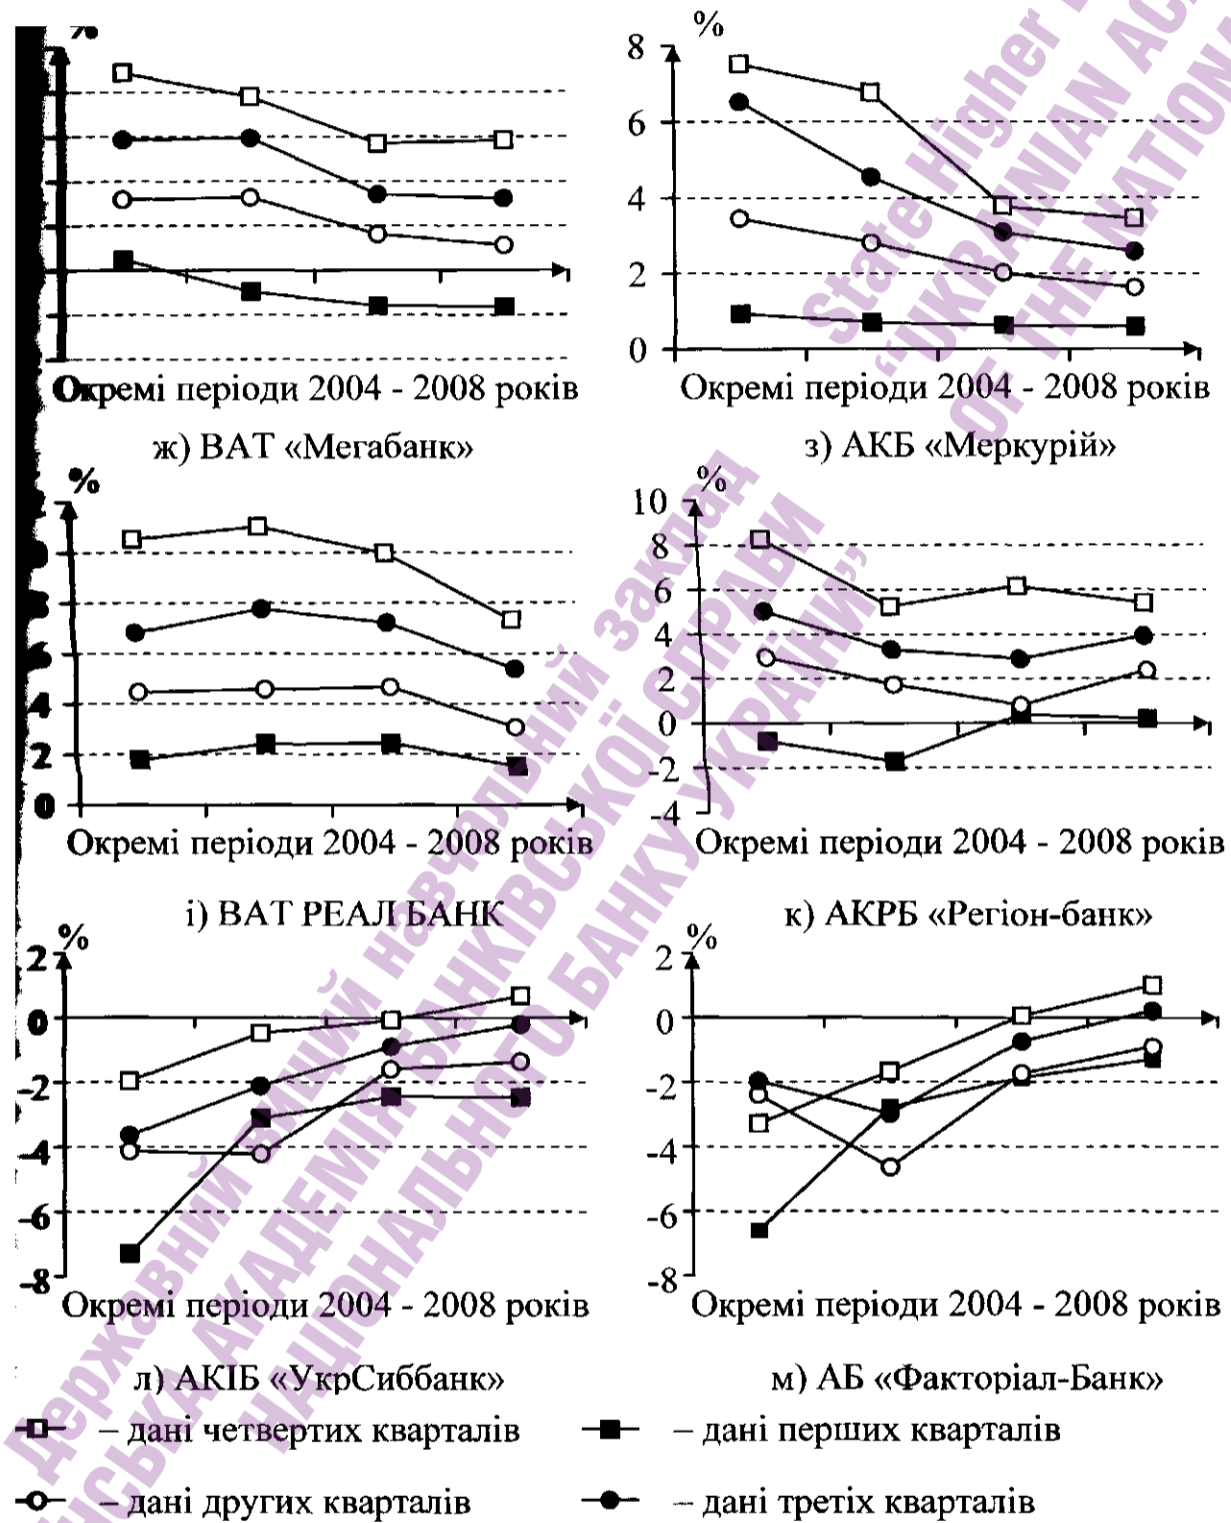 %
%
8
6
4
2
0
Окремі періоди 2004 - 2008 років
Окремі періоди 2004 - 2008 років
ж) ВАТ «Мегабанк»
з) АКБ «Меркурій»
%
6
4
2
0
%
10
8
6
4
2
0
-2
-4
Окремі періоди 2004 - 2008 років
Окремі періоди 2004 - 2008 років
і) ВАТ РЕАЛ БАНК
к) АКРБ «Регіон-банк»
%
2
0
-2
-4
-6
-8
%
2
0
-2
-4
-6
-8
Окремі періоди 2004 - 2008 років
Окремі періоди 2004 - 2008 років
л) АКІБ «УкрСиббанк»
м) АБ «Факторіал-Банк»
– дані четвертих кварталів
– дані перших кварталів
– дані других кварталів
– дані третіх кварталів
Державний вищий навчальний заклад
АКАДЕМІЯ БАНКІВСЬКОЇ СПРАВИ
НАЦІОНАЛЬНОГО БАНКУ УКРАЇНИ”
State Higher
“UKRAINIAN
OF THE